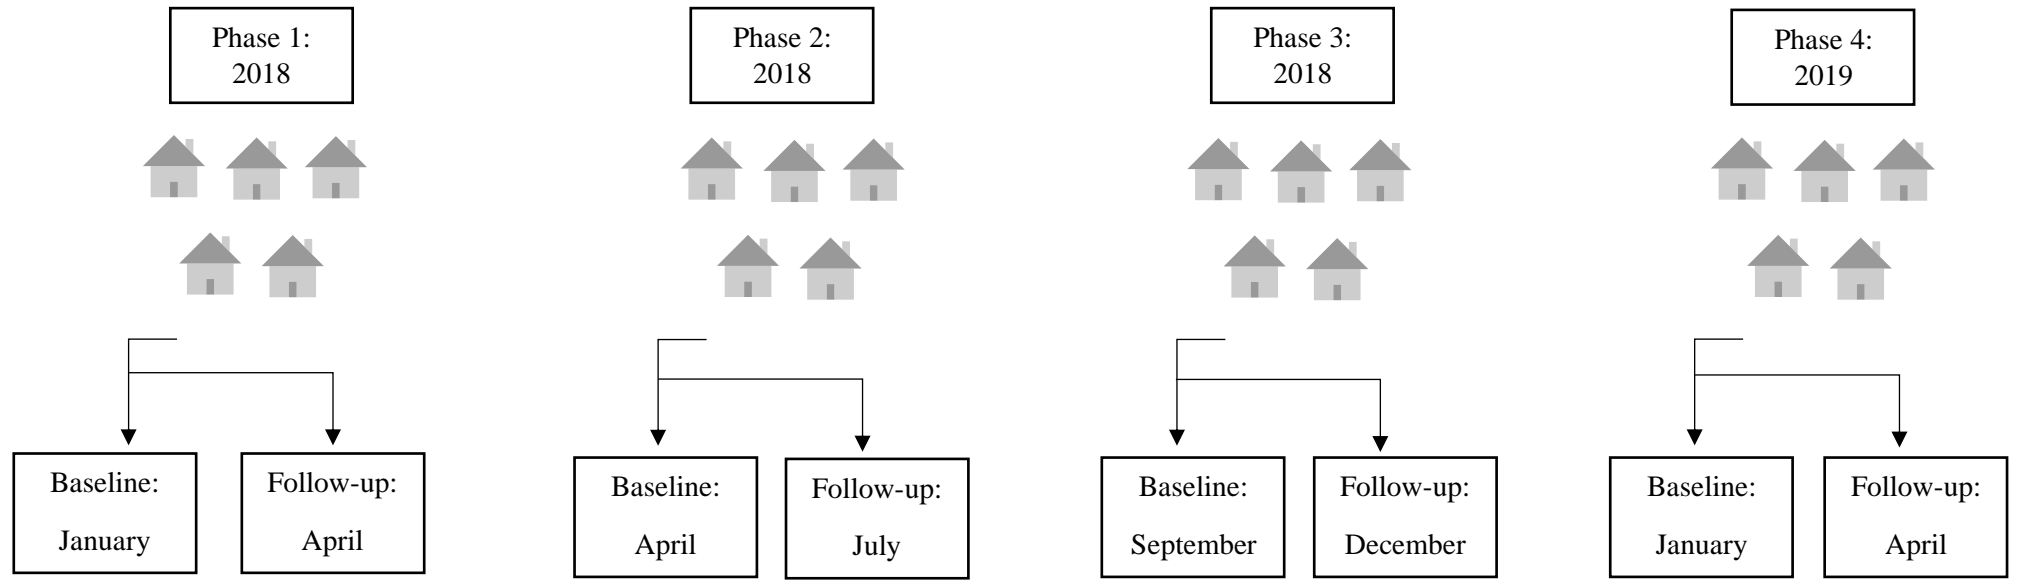 Phase 1:
2018
Phase 2:
2018
Phase 3:
2018
Phase 4:
2019
Baseline:
January
Follow-up:
April
Baseline:
April
Follow-up:
July
Baseline:
September
Follow-up:
December
Baseline:
January
Follow-up:
April